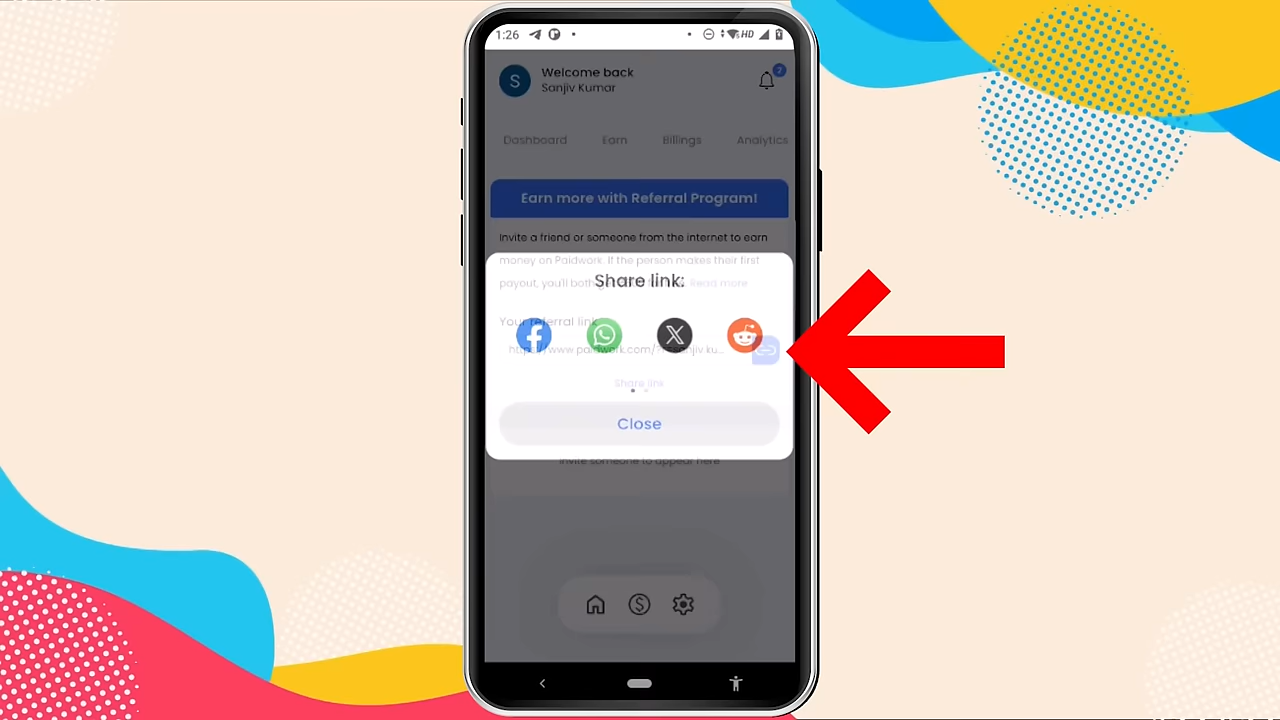 1:26
HD
2
S
Welcome back
Sanjiv Kumar
Dashboard Earn Billings Analytics
Earn more with Referral Program!
Invite a friend or someone from the internet to earn
money on Paidwork. If the person makes their first
payout, you'll both Read more
Share link:
Your referral link
www.paidwork.com/ sanjiv ku...
Share link
Close
Invite someone to appear here